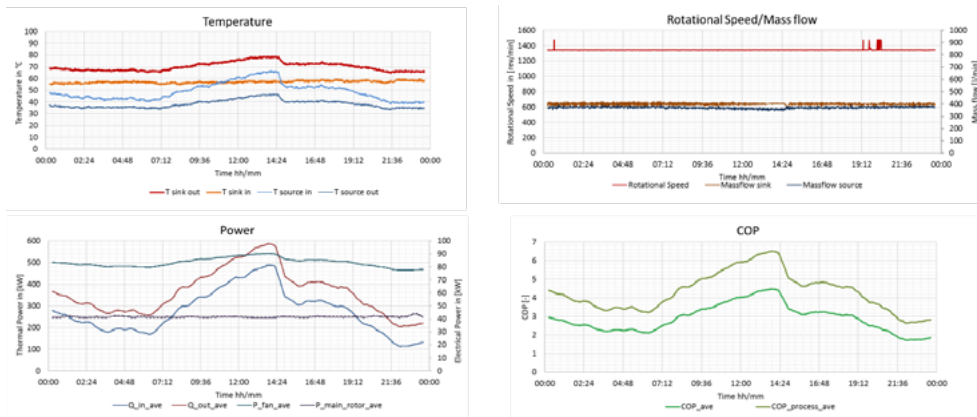 Temperature
Temperature in °C
100
90
80
70
60
50
40
30
20
10
0
00:00 02:24 04:48 07:12 09:36 12:00 14:24 16:48 19:12 21:36 00:00
Time hh/mm
T sink out T sink in T source in T source out
Rotational Speed/Mass flow
Rotational Speed in [rev/min]
1600
1400
1200
1000
800
600
400
200
0
1000
900
800
700
600
500
400
300
200
100
0
Mass flow [l/min]
00:00 02:24 04:48 07:12 09:36 12:00 14:24 16:48 19:12 21:36 00:00
Time hh/mm
Rotational Speed Massflow sink Massflow source
Power
Thermal Power in [kW]
600
500
400
300
200
100
0
100
90
80
70
60
50
40
30
20
10
0
Electrical Power in [kW]
00:00 02:24 04:48 07:12 09:36 12:00 14:24 16:48 19:12 21:36 00:00
Time hh/mm
Q_in_ave Q_out_ave P_fan_ave P_main_rotor_ave
COP
COP [-]
7
6
5
4
3
2
1
0
00:00 02:24 04:48 07:12 09:36 12:00 14:24 16:48 19:12 21:36 00:00
Time hh/mm
COP_ave COP_process_ave